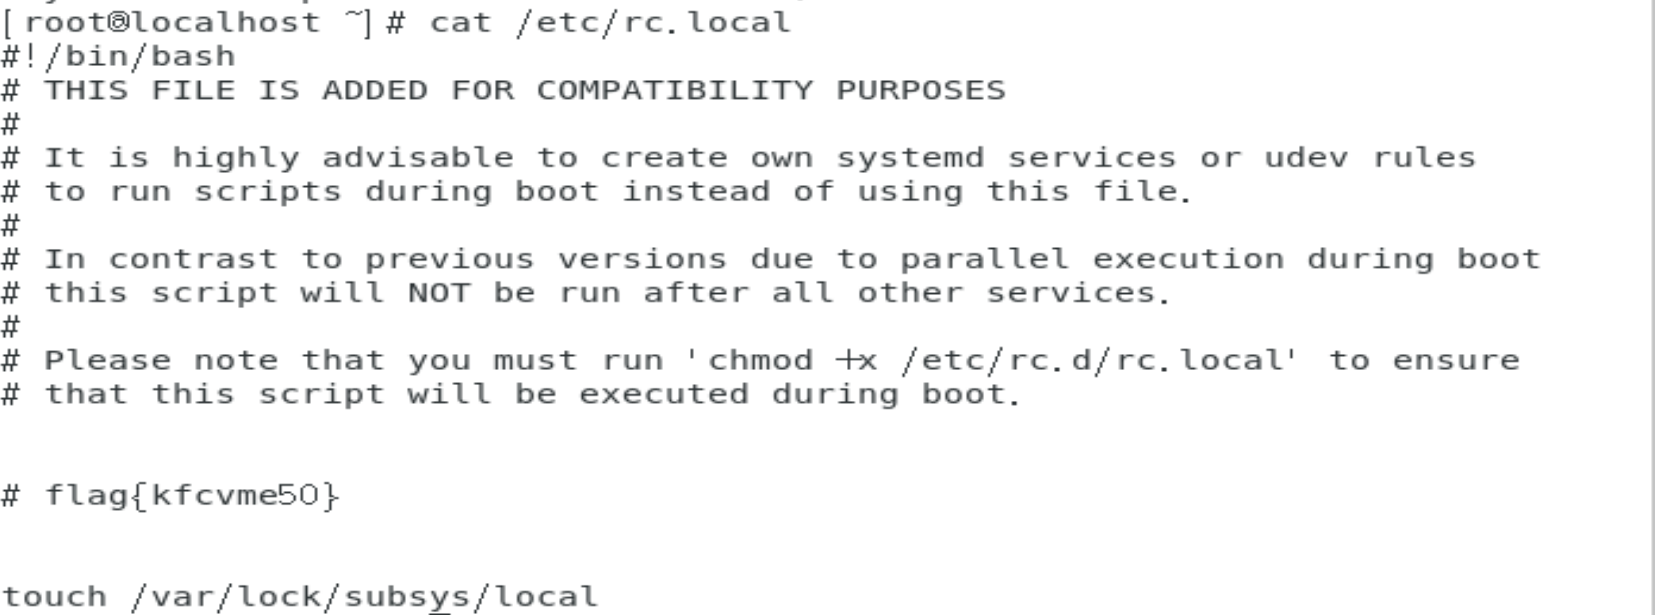 [root@localhost ~]# cat /etc/rc.local
#!/bin/bash
# THIS FILE IS ADDED FOR COMPATIBILITY PURPOSES
#
# It is highly advisable to create own systemd services or udev rules
# to run scripts during boot instead of using this file.
#
# In contrast to previous versions due to parallel execution during boot
# this script will NOT be run after all other services.
#
# Please note that you must run 'chmod +x /etc/rc.d/rc.local' to ensure
# that this script will be executed during boot.
# flag{kfcvme50}
touch /var/lock/subsys/local